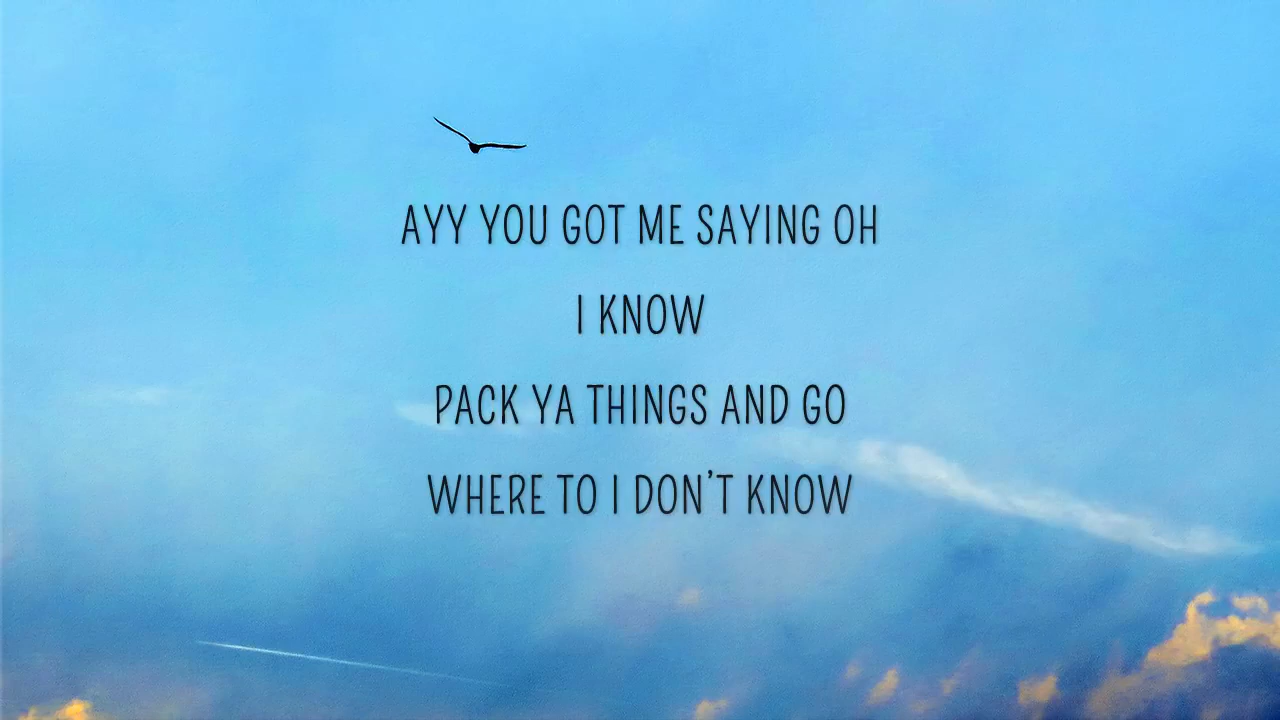 AYY YOU GOT ME SAYING OH
I KNOW
PACK YA THINGS AND GO
WHERE TO I DON'T KNOW